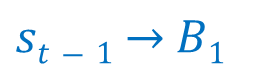 s_{t − 1} → B_1